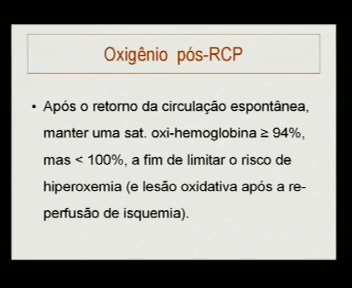 Oxigênio pós-RCP
• Após o retorno da circulação espontânea,
manter uma sat. oxi-hemoglobina ≥ 94%,
mas < 100%, a fim de limitar o risco de
hiperoxemia (e lesão oxidativa após a re-
perfusão de isquemia).